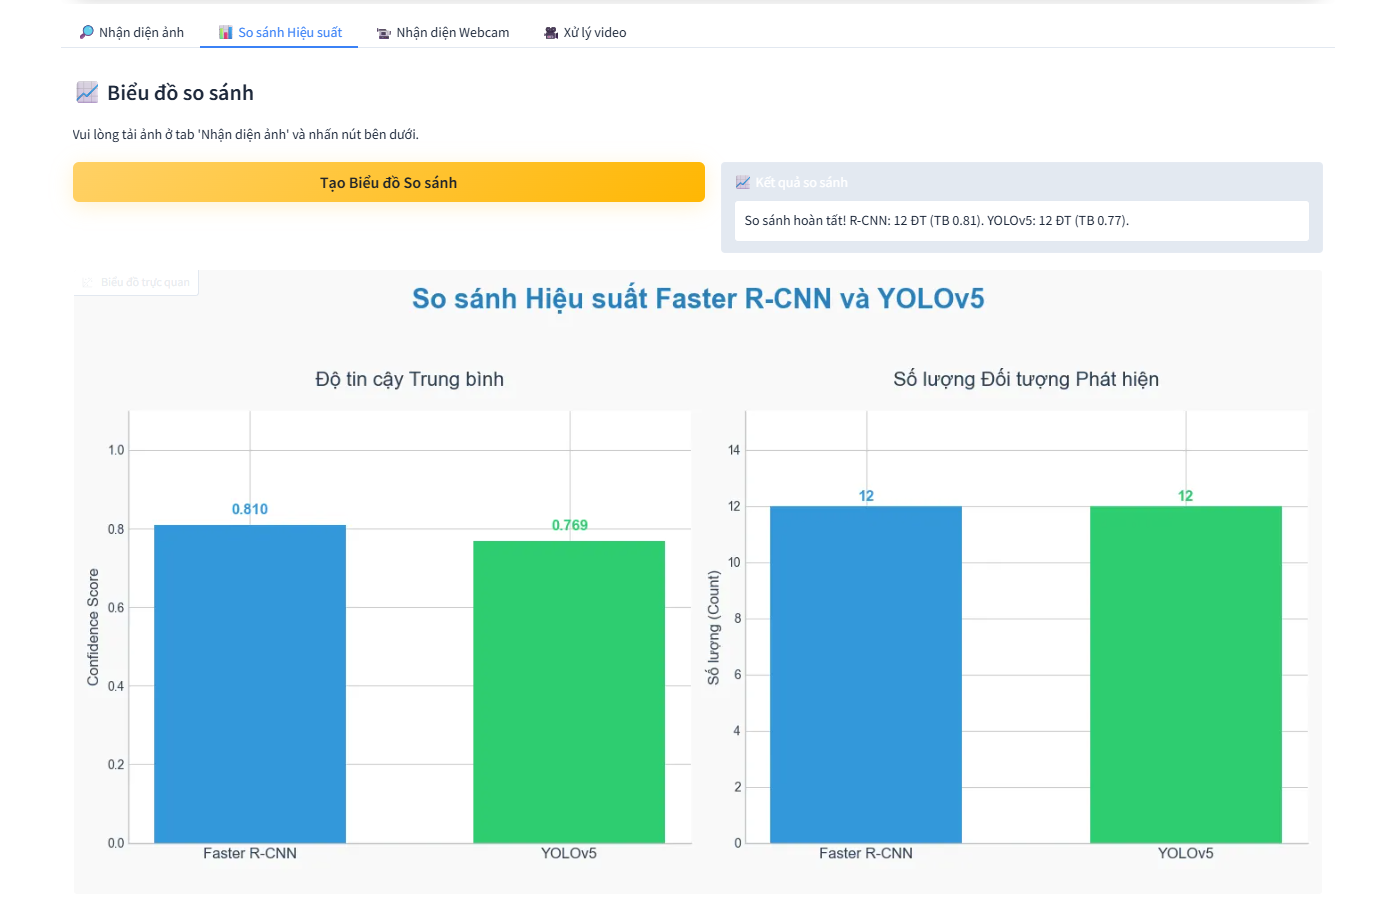 Nhận diện ảnh
So sánh Hiệu suất
Nhận diện Webcam
Xử lý video
Biểu đồ so sánh
Vui lòng tải ảnh ở tab 'Nhận diện ảnh' và nhấn nút bên dưới.
Tạo Biểu đồ So sánh
Kết quả so sánh
So sánh hoàn tất! R-CNN: 12 ĐT (TB 0.81). YOLOv5: 12 ĐT (TB 0.77).
Biểu đồ trực quan
So sánh Hiệu suất Faster R-CNN và YOLOv5
Độ tin cậy Trung bình
Confidence Score
1.0
0.8
0.6
0.4
0.2
0.0
0.810
0.769
Faster R-CNN
YOLOv5
Số lượng Đối tượng Phát hiện
Số lượng (Count)
14
12
10
8
6
4
2
0
12
12
Faster R-CNN
YOLOv5